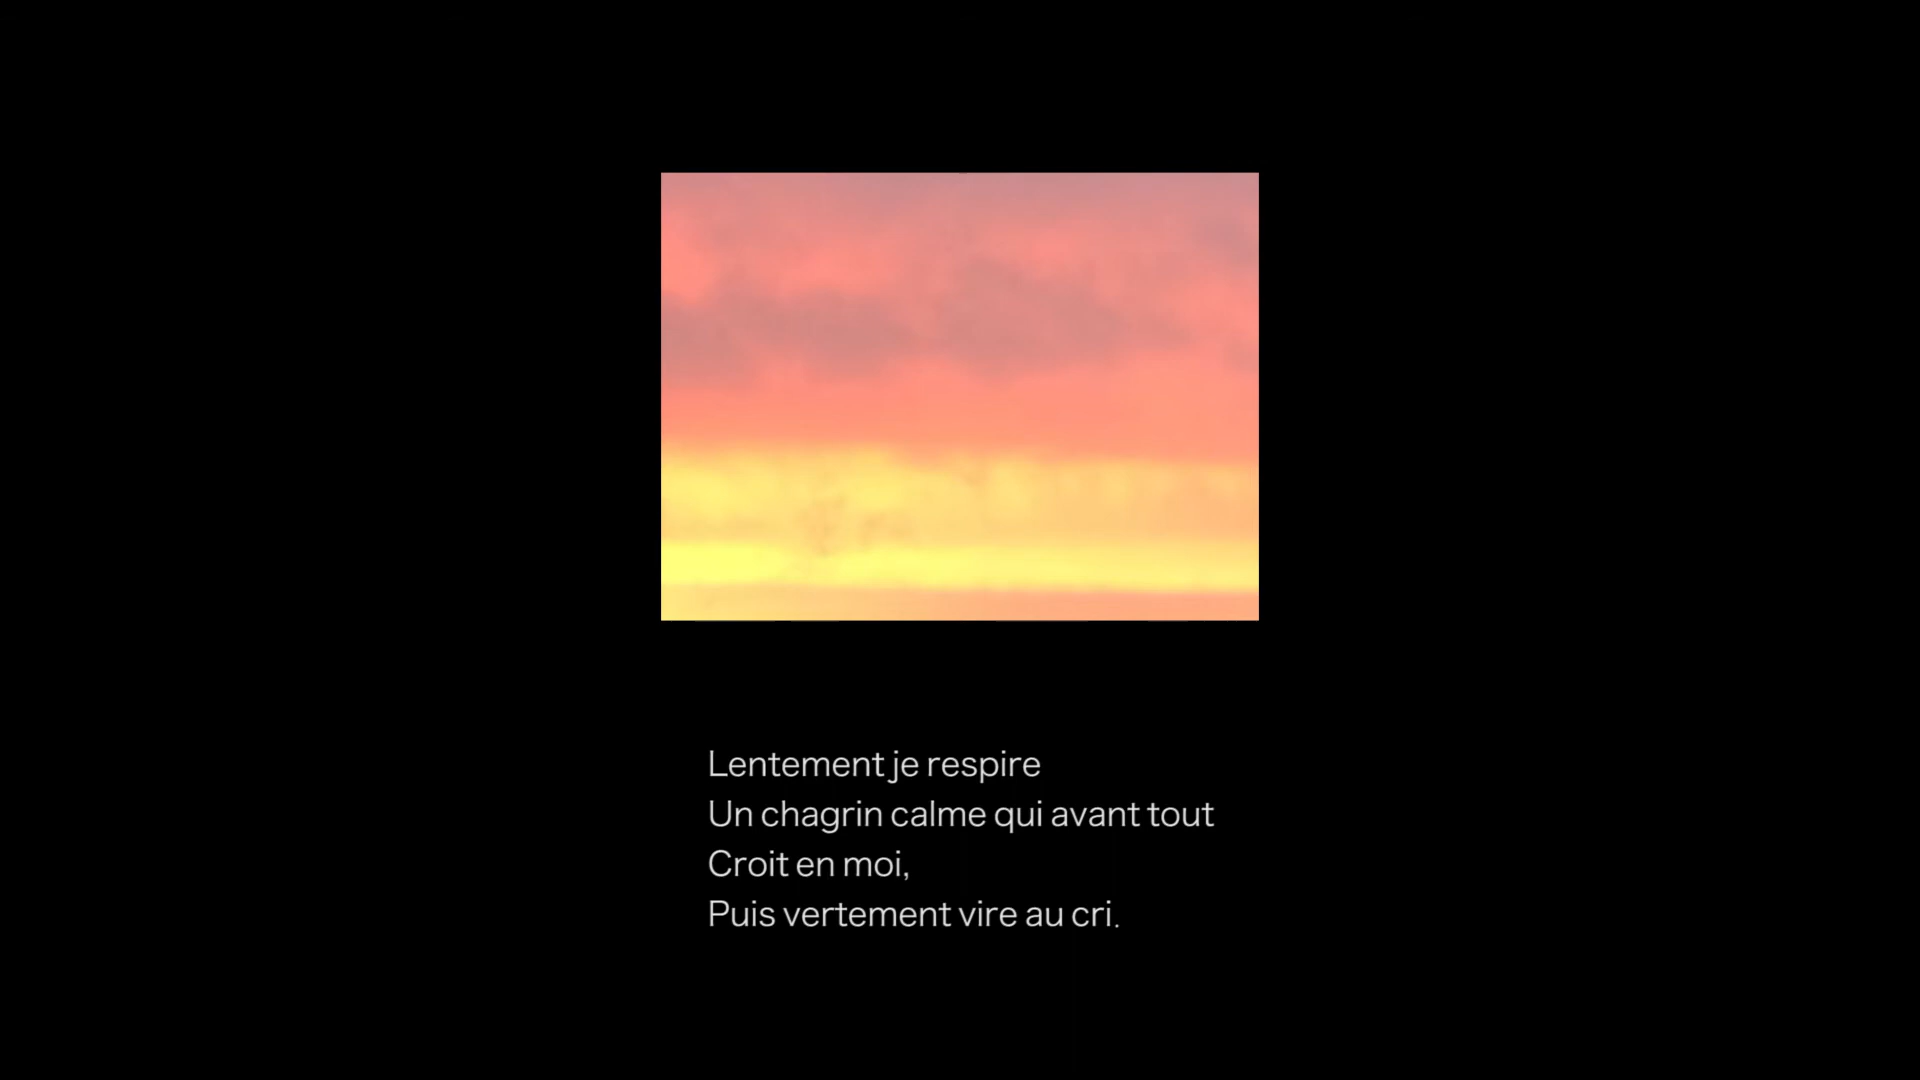 Lentement je respire
Un chagrin calme qui avant tout
Croit en moi,
Puis vertement vire au cri.